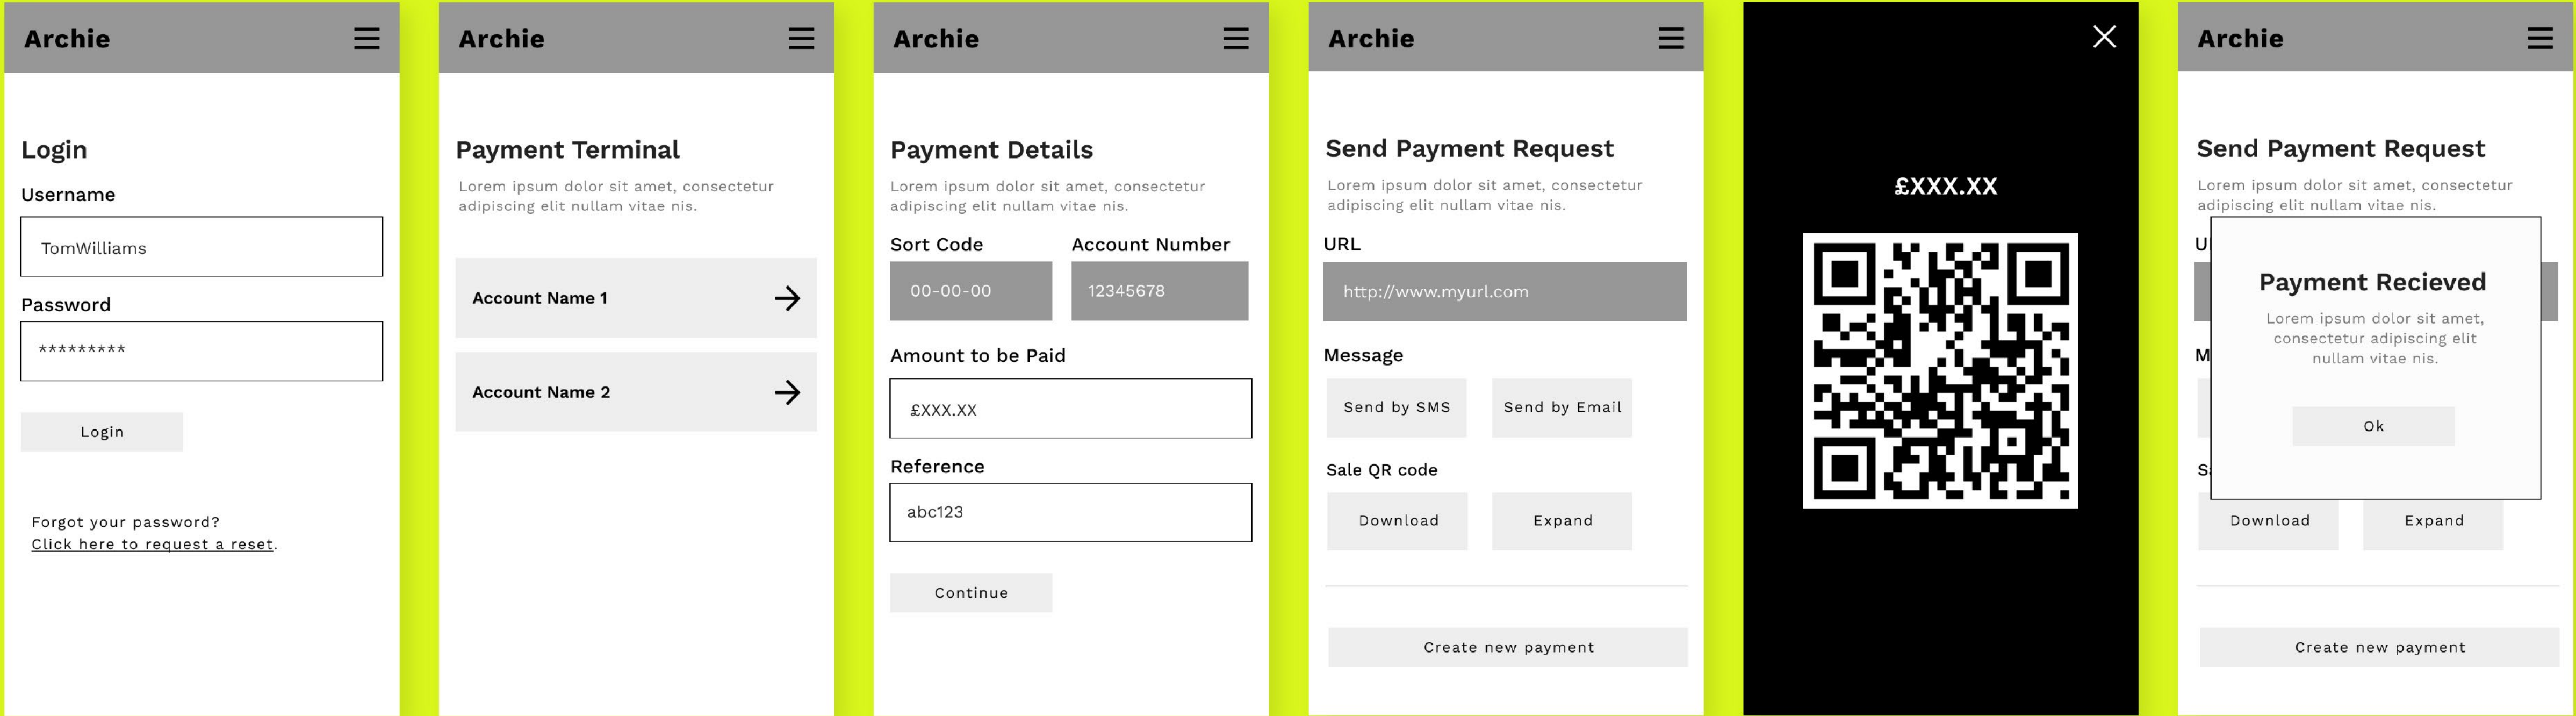 Archie
Login
Username
TomWilliams
Password
*********
Login
Forgot your password?
Click here to request a reset.
Archie
Payment Terminal
Lorem ipsum dolor sit amet, consectetur
adipiscing elit nullam vitae nis.
Account Name 1
Account Name 2
Archie
Payment Details
Lorem ipsum dolor sit amet, consectetur
adipiscing elit nullam vitae nis.
Sort Code Account Number
00-00-00 12345678
Amount to be Paid
£XXX.XX
Reference
abc123
Continue
Archie
Send Payment Request
Lorem ipsum dolor sit amet, consectetur
adipiscing elit nullam vitae nis.
URL
http://www.myurl.com
Message
Send by SMS Send by Email
Sale QR code
Download Expand
Create new payment
£XXX.XX
Archie
Send Payment Request
Lorem ipsum dolor sit amet, consectetur
adipiscing elit nullam vitae nis.
Payment Recieved
Lorem ipsum dolor sit amet,
consectetur adipiscing elit
nullam vitae nis.
Ok
Download Expand
Create new payment